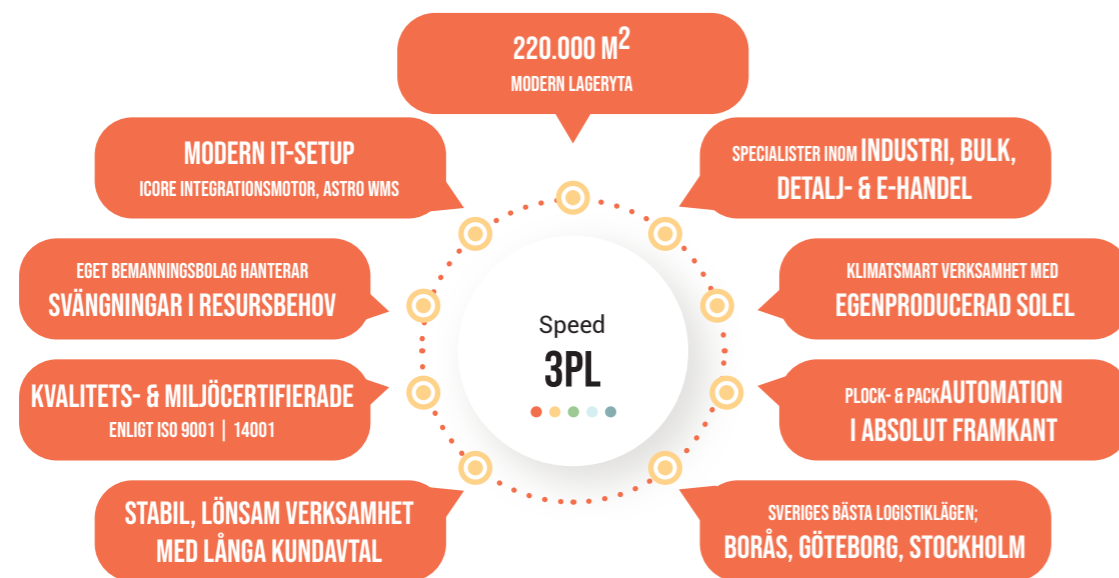 220.000 M²
MODERN LAGERYTA
MODERN IT-SETUP
ICORE INTEGRATIONSMOTOR, ASTRO WMS
SPECIALISTER INOM INDUSTRI, BULK,
DETALJ- & E-HANDEL
EGET BEMANNINGSBOLAG HANTERAR
SVÄNGNINGAR I RESURSBEHOV
KLIMATSMART VERKSAMHET MED
EGENPRODUCERAD SOLEL
Speed
3PL
KVALITETS- & MILJÖCERTIFIERADE
ENLIGT ISO 9001 | 14001
PLOCK- & PACKAUTOMATION
I ABSOLUT FRAMKANT
STABIL, LÖNSAM VERKSAMHET
MED LÅNGA KUNDAVTAL
SVERIGES BÄSTA LOGISTIKLÄGEN;
BORÅS, GÖTEBORG, STOCKHOLM